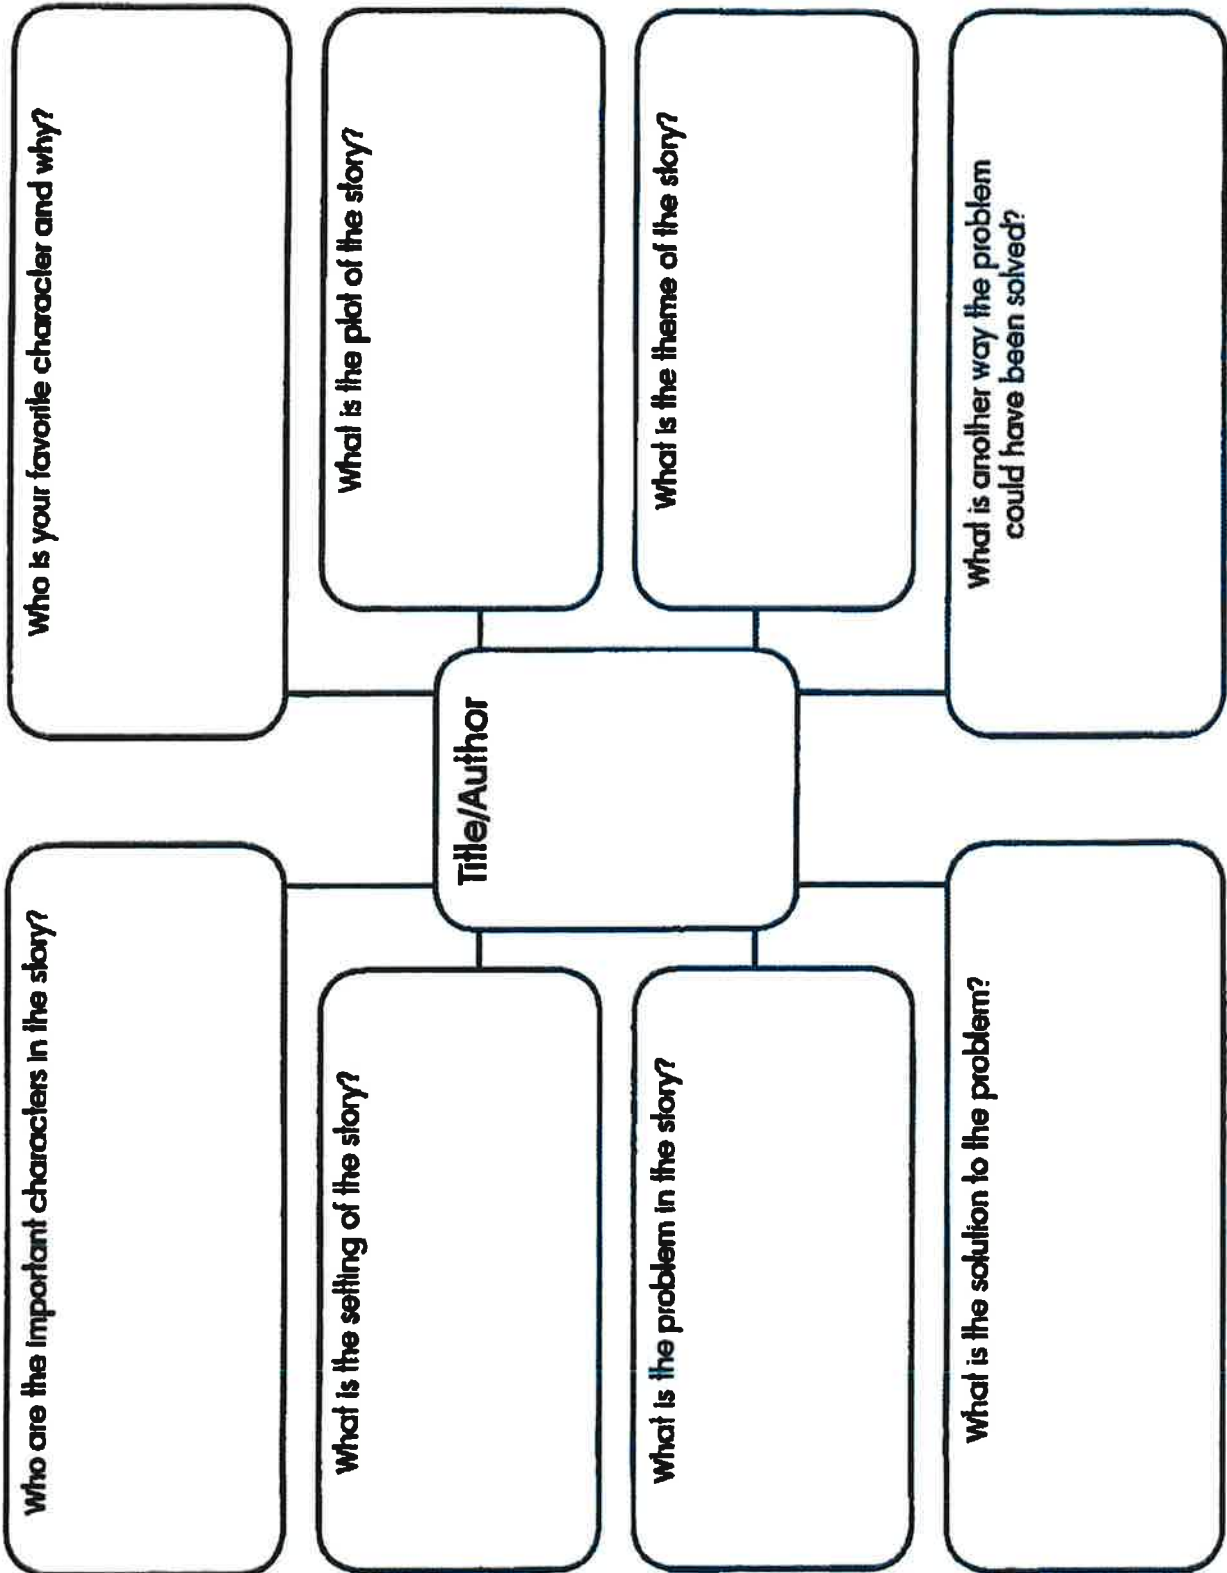 Who are the important characters in the story?
Who is your favorite character and why?
What is the setting of the story?
What is the plot of the story?
Title/Author
What is the problem in the story?
What is the theme of the story?
What is the solution to the problem?
What is another way the problem
could have been solved?